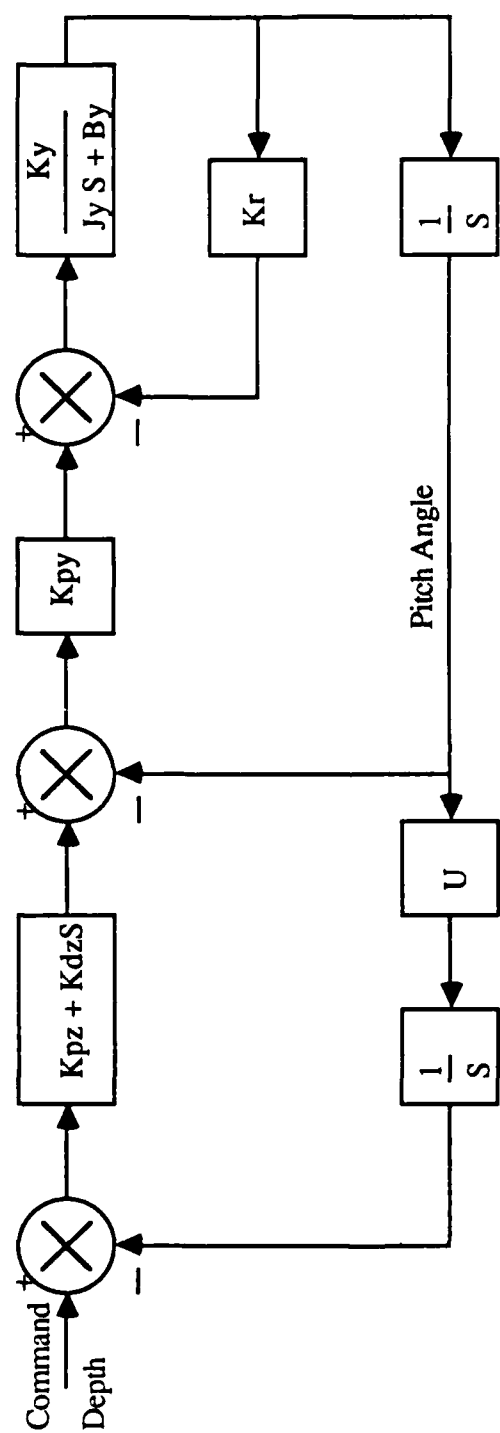 Command
Depth
+
−
Kpz + KdzS
+
−
Kpy
+
−
Ky
Jy S + By
Kr
1
S
Pitch Angle
U
1
S